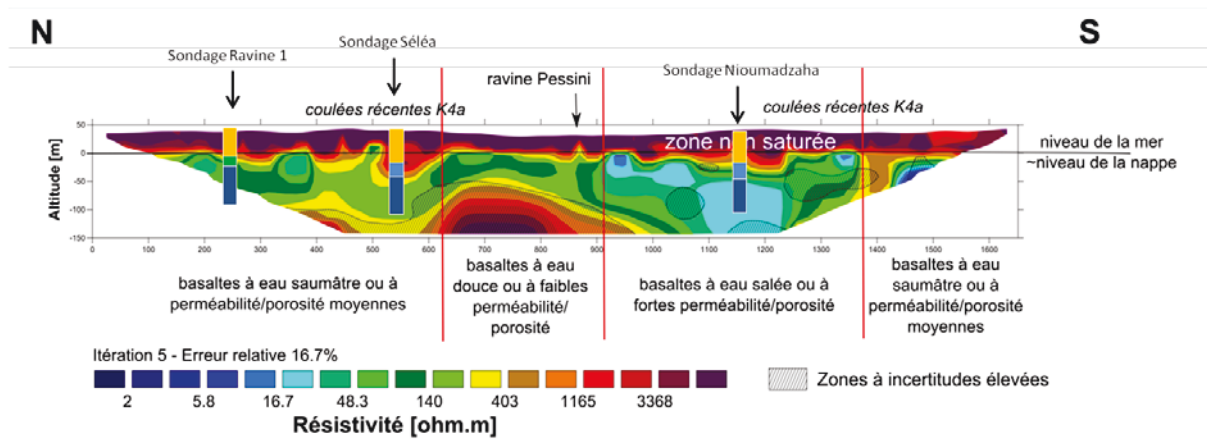 N
S
Sondage Ravine 1
Sondage Séléa
ravine Pessini
Sondage Nioumadzaha
coulées récentes K4a
coulées récentes K4a
50
0
-50
-100
-150
Altitude [m]
zone non saturée
niveau de la mer
~niveau de la nappe
0 100 200 300 400 500 600 700 800 900 1000 1100 1200 1300 1400 1500 1600
basaltes à eau saumâtre ou à
perméabilité/porosité moyennes
basaltes à eau
douce ou à faibles
perméabilité/
porosité
basaltes à eau salée ou à
fortes perméabilité/porosité
basaltes à eau
saumâtre ou à
perméabilité/porosité
moyennes
Itération 5 - Erreur relative 16.7%
2 5.8 16.7 48.3 140 403 1165 3368
Résistivité [ohm.m]
Zones à incertitudes élevées